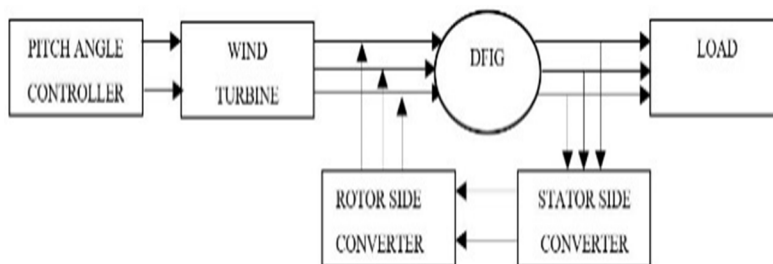 PITCH ANGLE
CONTROLLER
WIND
TURBINE
DFIG
LOAD
ROTOR SIDE
CONVERTER
STATOR SIDE
CONVERTER